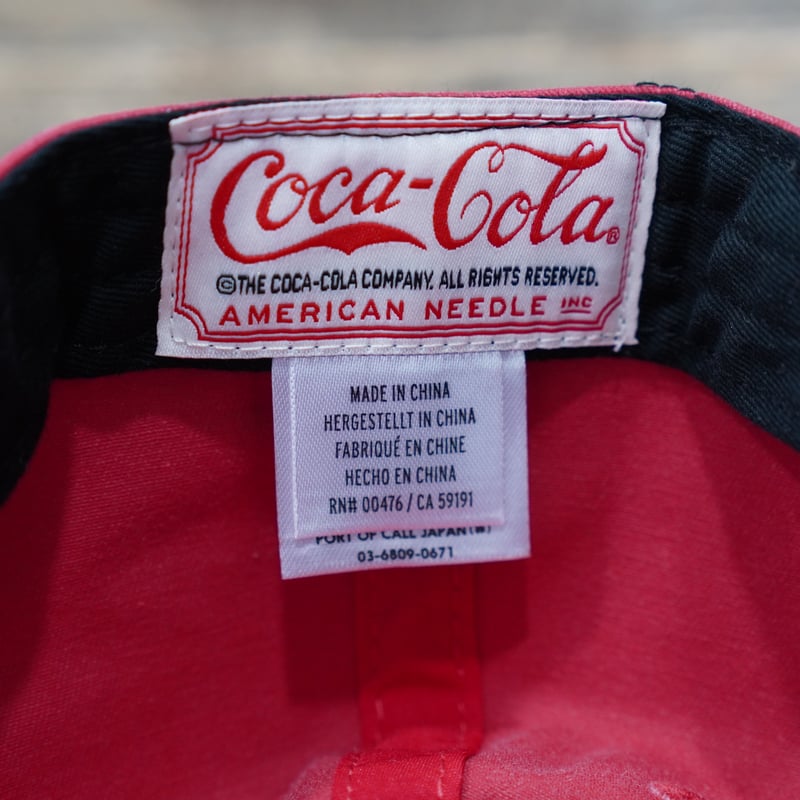 Coca-Cola®
©THE COCA-COLA COMPANY. ALL RIGHTS RESERVED.
AMERICAN NEEDLE INC
MADE IN CHINA
HERGESTELLT IN CHINA
FABRIQUÉ EN CHINE
HECHO EN CHINA
RN# 00476 / CA 59191
PORT OF CALL JAPAN(株)
03-6809-0671